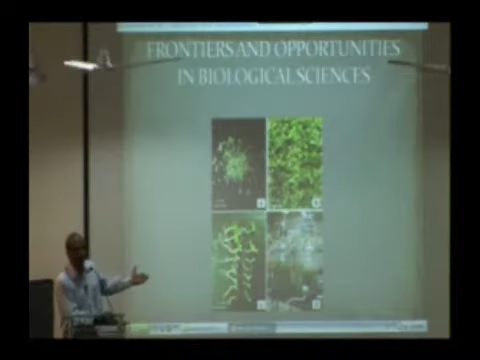 FRONTIERS AND OPPORTUNITIES
IN BIOLOGICAL SCIENCES